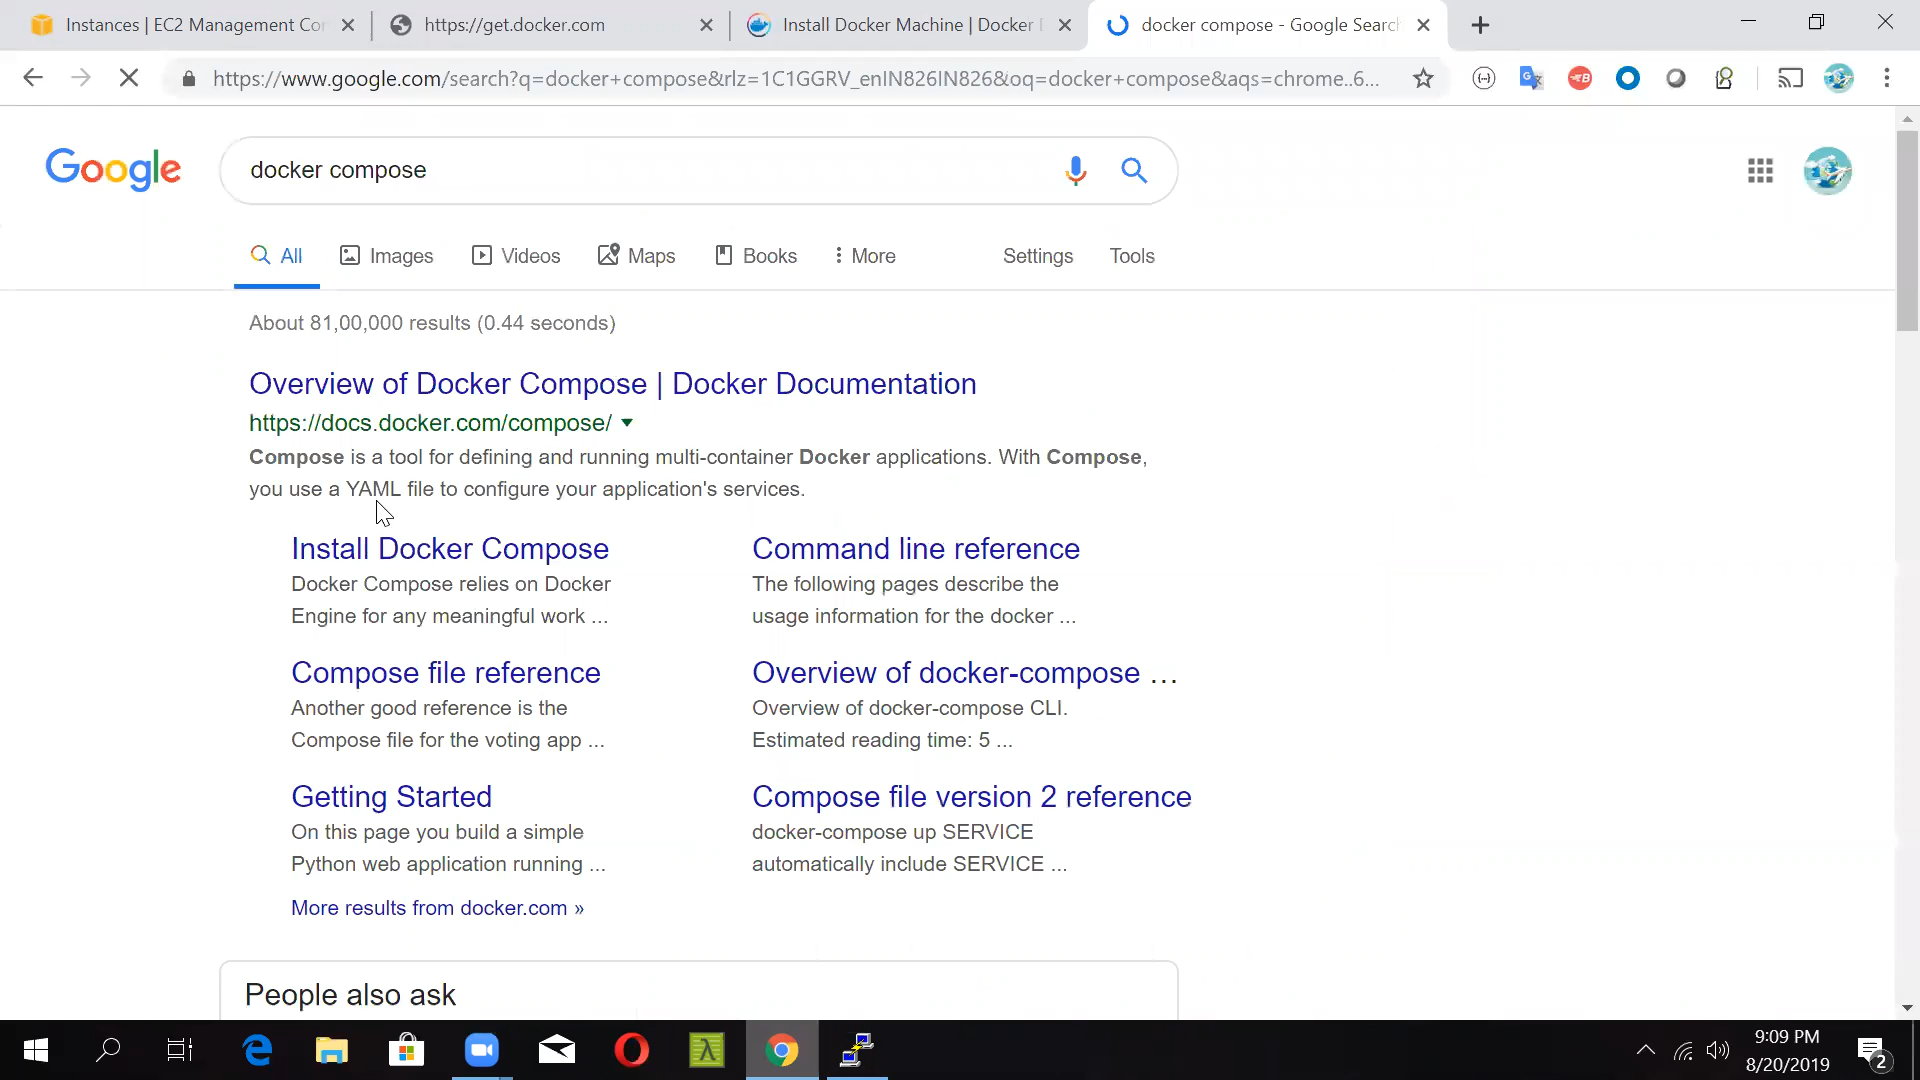 Instances | EC2 Management Con
https://get.docker.com
Install Docker Machine | Docker
docker compose - Google Search
https://www.google.com/search?q=docker+compose&rlz=1C1GGRV_enIN826IN826&oq=docker+compose&aqs=chrome..6...
Google
docker compose
All
Images
Videos
Maps
Books
More
Settings
Tools
About 81,00,000 results (0.44 seconds)
Overview of Docker Compose | Docker Documentation
https://docs.docker.com/compose/
Compose is a tool for defining and running multi-container Docker applications. With Compose,
you use a YAML file to configure your application's services.
Install Docker Compose
Docker Compose relies on Docker
Engine for any meaningful work ...
Command line reference
The following pages describe the
usage information for the docker ...
Compose file reference
Another good reference is the
Compose file for the voting app ...
Overview of docker-compose ...
Overview of docker-compose CLI.
Estimated reading time: 5 ...
Getting Started
On this page you build a simple
Python web application running ...
Compose file version 2 reference
docker-compose up SERVICE
automatically include SERVICE ...
More results from docker.com »
People also ask
9:09 PM
8/20/2019
2